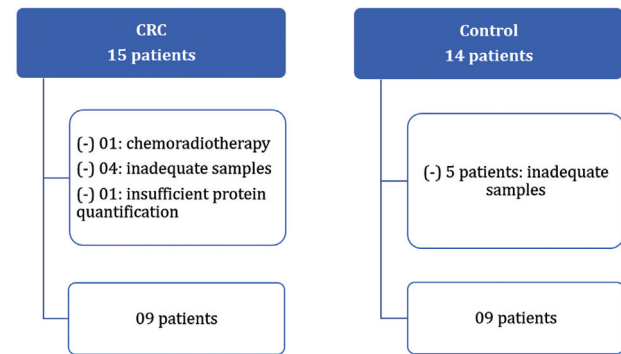 CRC
15 patients
(-) 01: chemoradiotherapy
(-) 04: inadequate samples
(-) 01: insufficient protein
quantification
09 patients
Control
14 patients
(-) 5 patients: inadequate
samples
09 patients